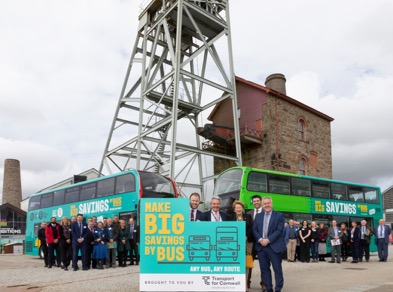 MAKE
BIG
SAVINGS
BY BUS
ANY BUS, ANY ROUTE
BROUGHT TO YOU BY
Transport for Cornwall
SAVINGS
SAVINGS